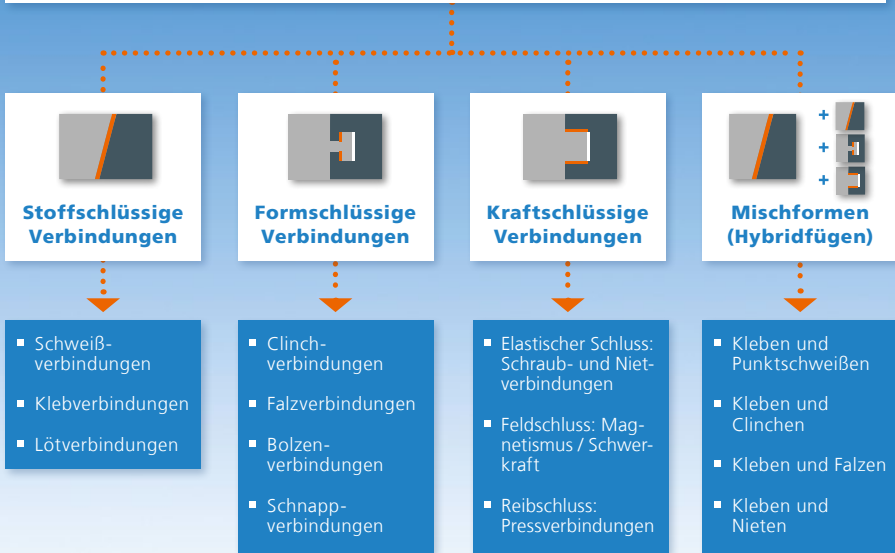 Stoffschlüssige
Verbindungen
Formschlüssige
Verbindungen
Kraftschlüssige
Verbindungen
+
+
+
Mischformen
(Hybridfügen)
Schweiß-
verbindungen
Klebverbindungen
Lötverbindungen
Clinch-
verbindungen
Falzverbindungen
Bolzen-
verbindungen
Schnapp-
verbindungen
Elastischer Schluss:
Schraub- und Niet-
verbindungen
Feldschluss: Mag-
netismus / Schwer-
kraft
Reibschluss:
Pressverbindungen
Kleben und
Punktschweißen
Kleben und
Clinchen
Kleben und Falzen
Kleben und
Nieten